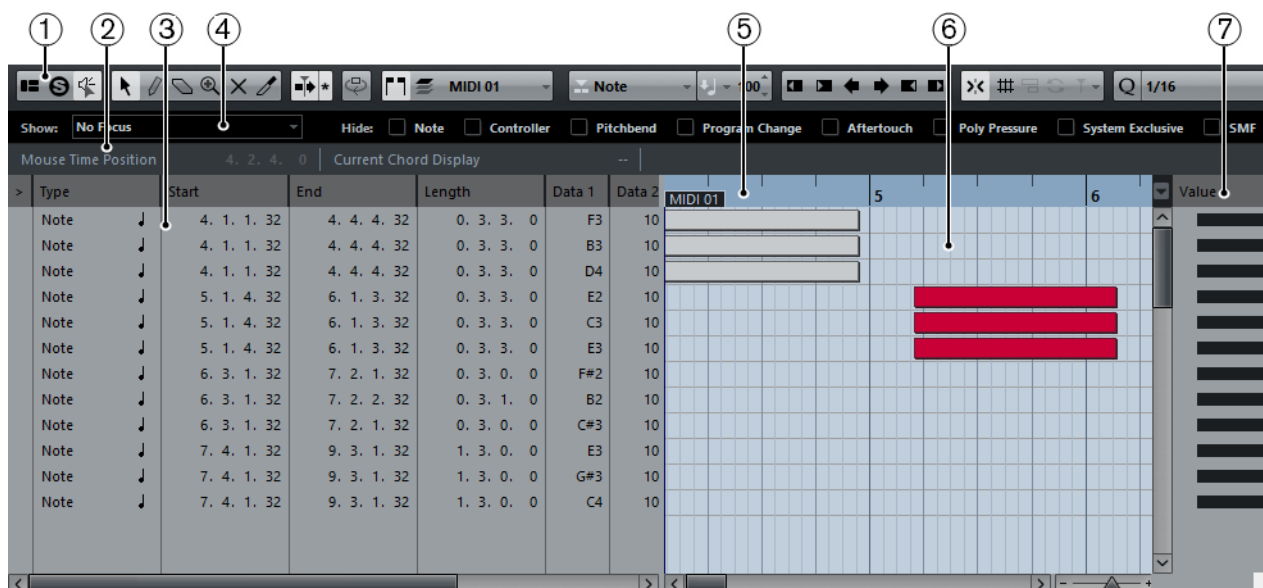 1 2 3 4 5 6 7
S MIDI 01 Note 100 Q 1/16
Show: No Focus Hide: Note Controller Pitchbend Program Change Aftertouch Poly Pressure System Exclusive SMF
Mouse Time Position 4. 2. 4. 0 Current Chord Display --
> Type Start End Length Data 1 Data 2 MIDI 01 5 6 Value
Note 4. 1. 1. 32 4. 4. 4. 32 0. 3. 3. 0 F3 10
Note 4. 1. 1. 32 4. 4. 4. 32 0. 3. 3. 0 B3 10
Note 4. 1. 1. 32 4. 4. 4. 32 0. 3. 3. 0 D4 10
Note 5. 1. 4. 32 6. 1. 3. 32 0. 3. 3. 0 E2 10
Note 5. 1. 4. 32 6. 1. 3. 32 0. 3. 3. 0 C3 10
Note 5. 1. 4. 32 6. 1. 3. 32 0. 3. 3. 0 E3 10
Note 6. 3. 1. 32 7. 2. 1. 32 0. 3. 0. 0 F#2 10
Note 6. 3. 1. 32 7. 2. 2. 32 0. 3. 1. 0 B2 10
Note 6. 3. 1. 32 7. 2. 1. 32 0. 3. 0. 0 C#3 10
Note 7. 4. 1. 32 9. 3. 1. 32 1. 3. 0. 0 E3 10
Note 7. 4. 1. 32 9. 3. 1. 32 1. 3. 0. 0 G#3 10
Note 7. 4. 1. 32 9. 3. 1. 32 1. 3. 0. 0 C4 10